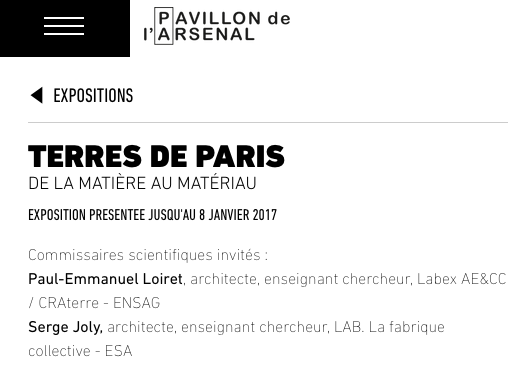 PAVILLON de
l'ARSENAL
EXPOSITIONS
TERRES DE PARIS
DE LA MATIÈRE AU MATÉRIAU
EXPOSITION PRESENTEE JUSQU'AU 8 JANVIER 2017
Commissaires scientifiques invités :
Paul-Emmanuel Loiret, architecte, enseignant chercheur, Labex AE&CC
/ CRAterre - ENSAG
Serge Joly, architecte, enseignant chercheur, LAB. La fabrique
collective - ESA